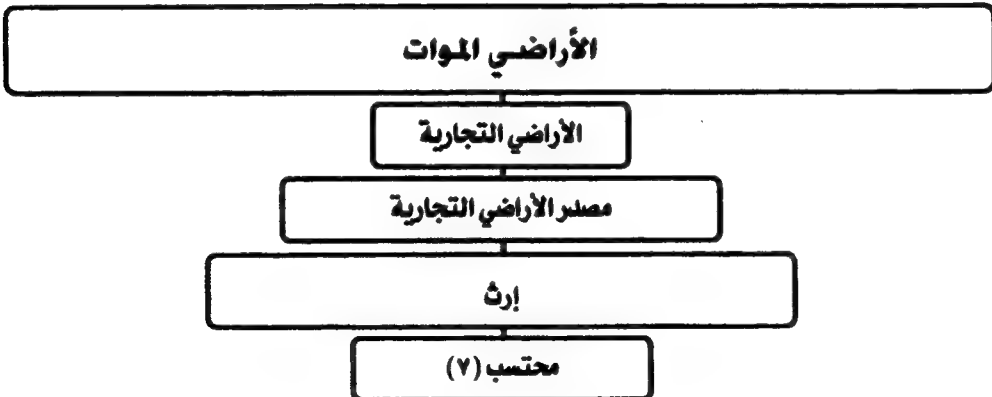 الأراضي الموات
الأراضي التجارية
مصدر الأراضي التجارية
إرث
محتسب (٧)